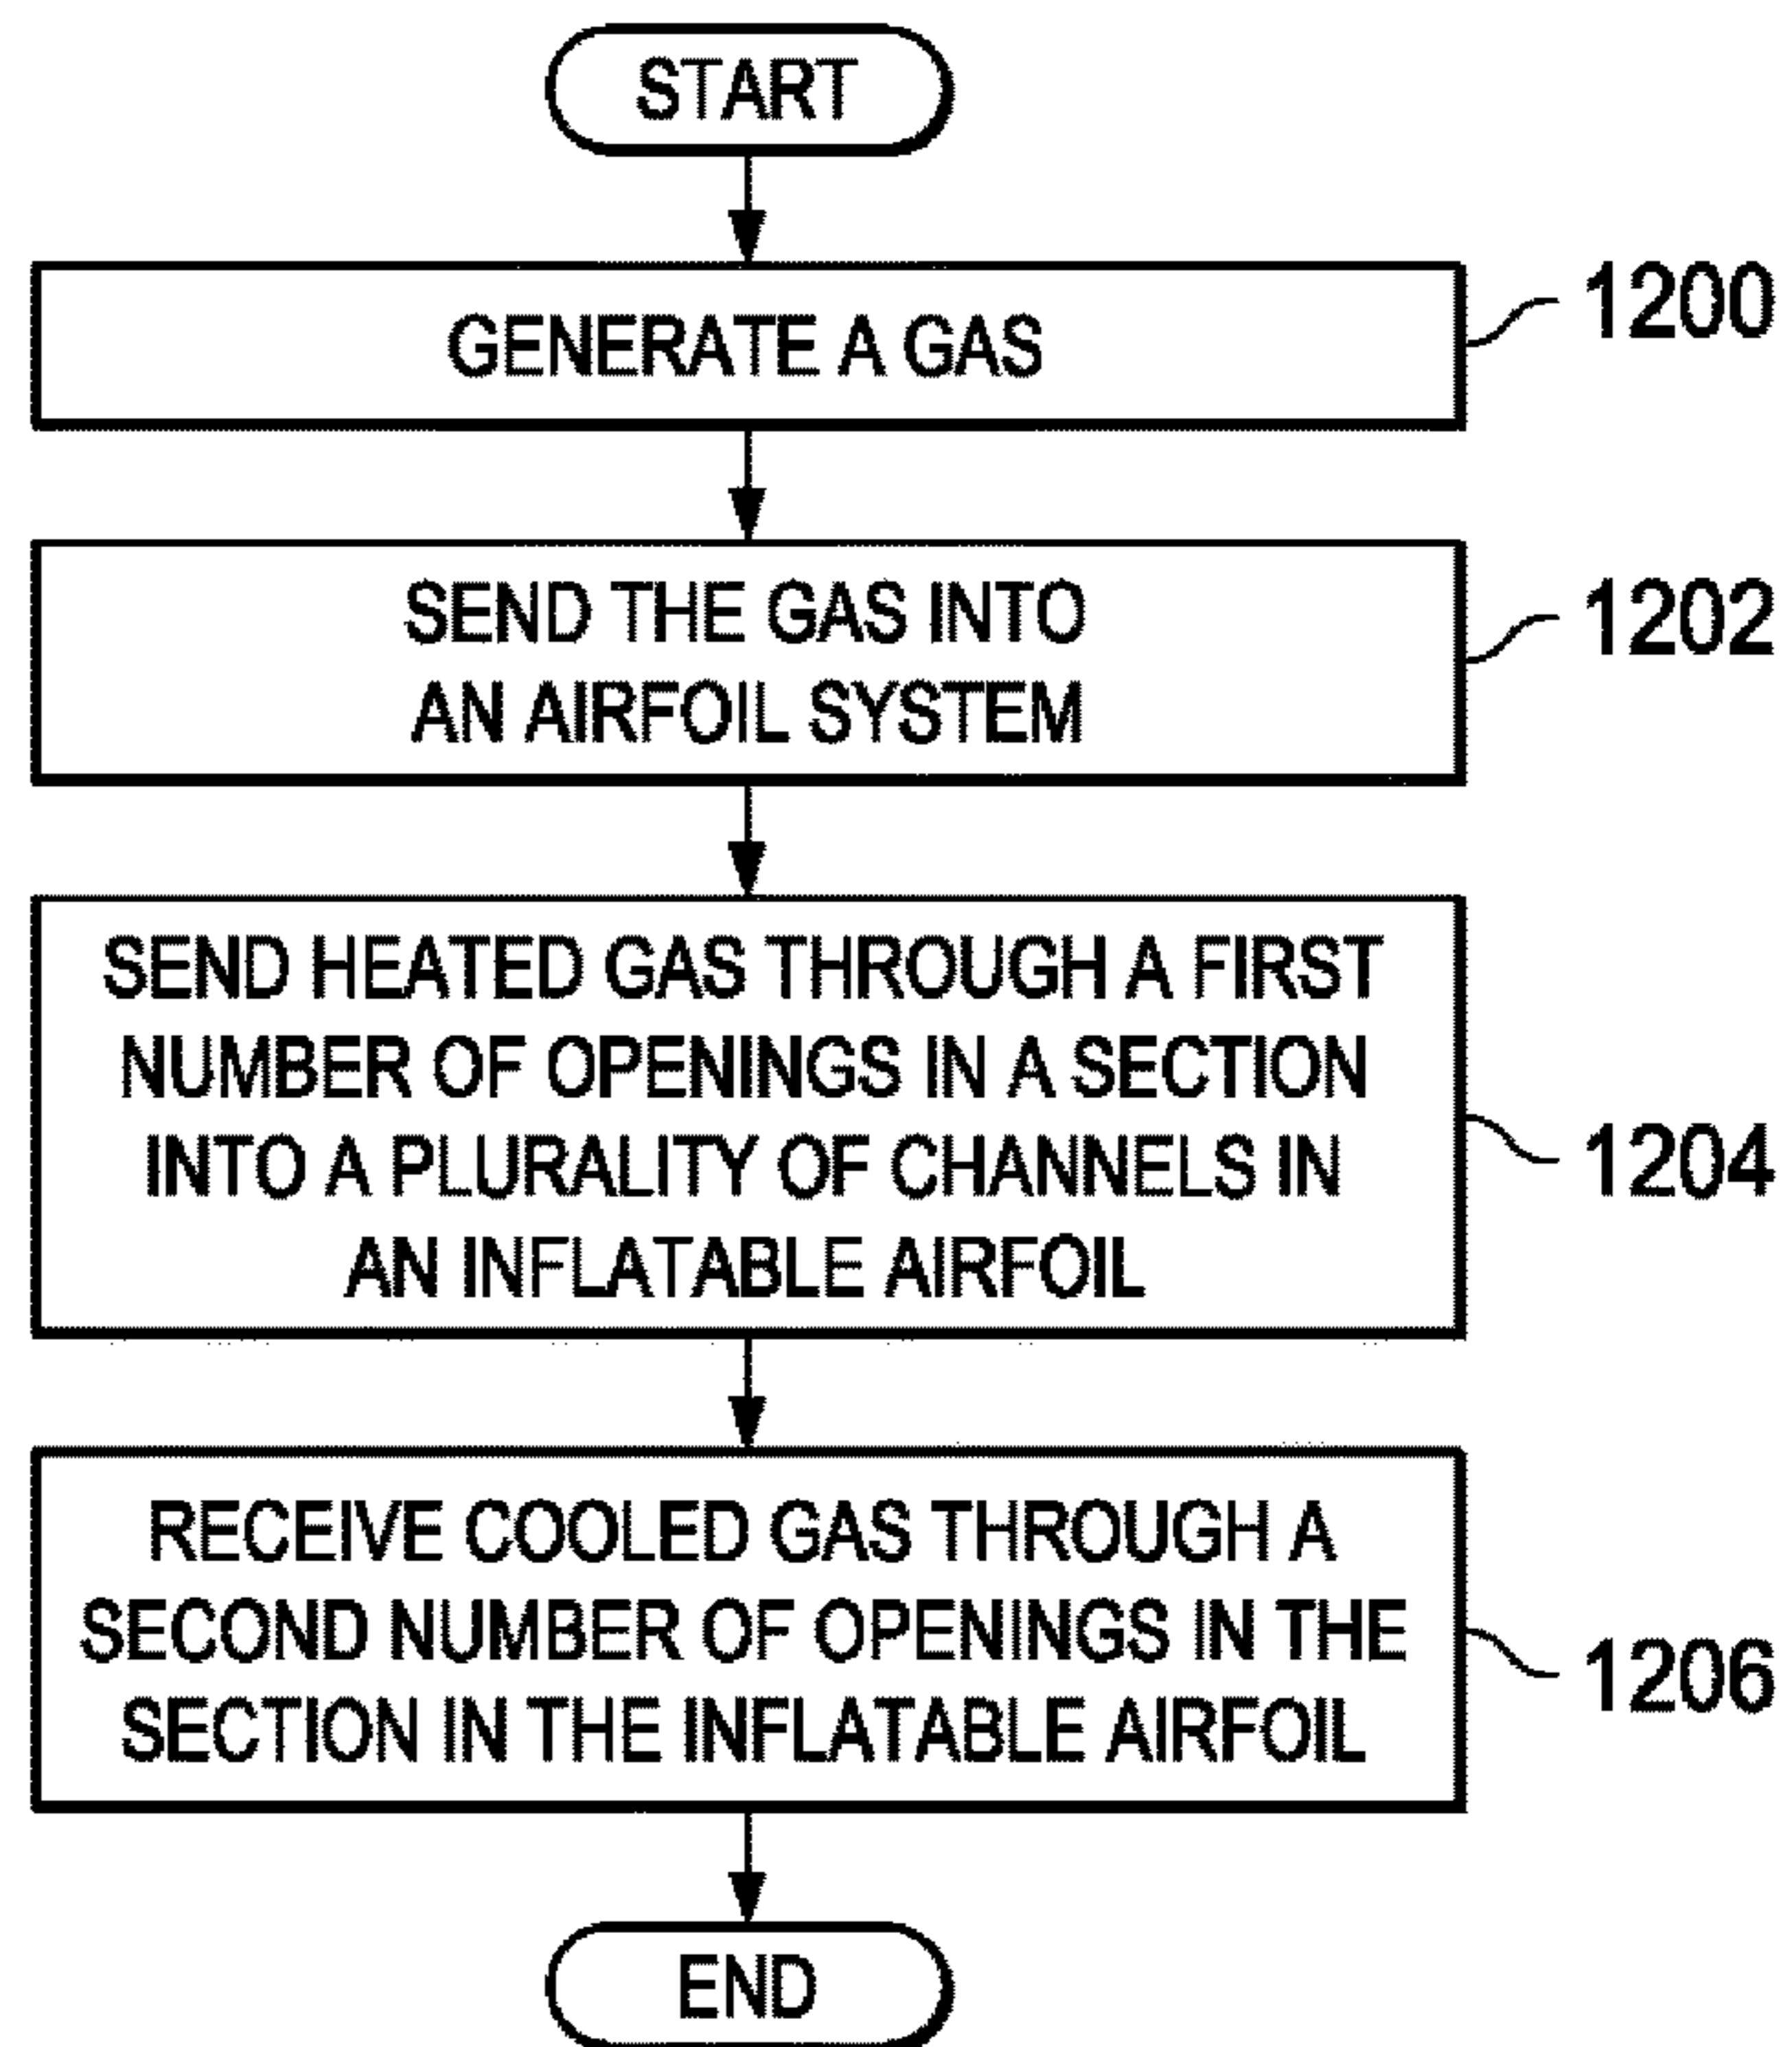 START
GENERATE A GAS
1200
SEND THE GAS INTO
AN AIRFOIL SYSTEM
1202
SEND HEATED GAS THROUGH A FIRST
NUMBER OF OPENINGS IN A SECTION
INTO A PLURALITY OF CHANNELS IN
AN INFLATABLE AIRFOIL
1204
RECEIVE COOLED GAS THROUGH A
SECOND NUMBER OF OPENINGS IN THE
SECTION IN THE INFLATABLE AIRFOIL
1206
END